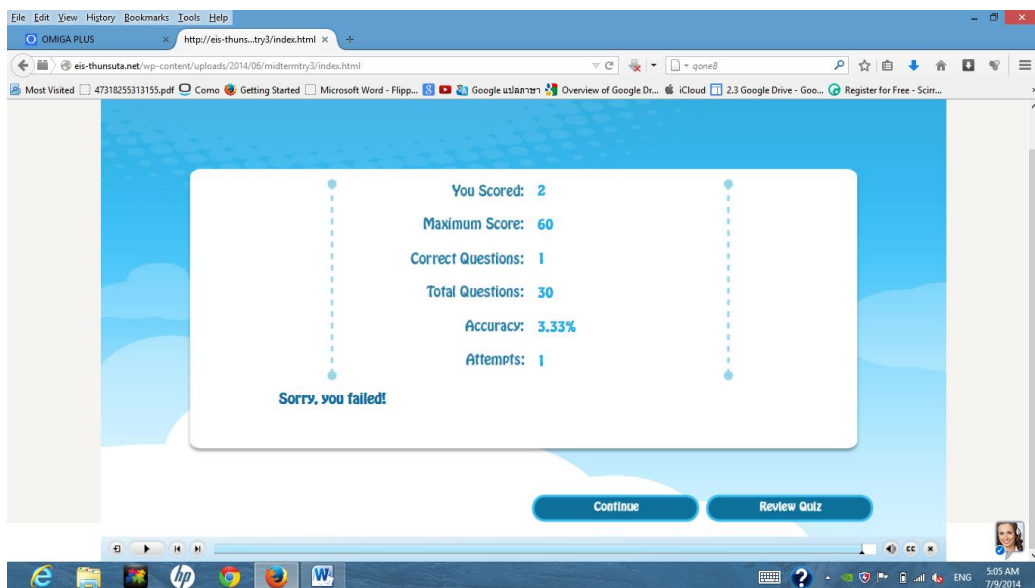 File Edit View History Bookmarks Tools Help
OMIGA PLUS × http://eis-thuns...try3/index.html × +
eis-thunsuta.net/wp-content/uploads/2014/06/midtermtry3/index.html qone8
Most Visited 47318255313155.pdf Como Getting Started Microsoft Word - Flipp... Google แปลภาษา Overview of Google Dr... iCloud 2.3 Google Drive - Goo... Register for Free - Scirr...
You Scored: 2
Maximum Score: 60
Correct Questions: 1
Total Questions: 30
Accuracy: 3.33%
Attempts: 1
Sorry, you failed!
Continue Review Quiz
CC
hp ENG 5:05 AM
7/9/2014